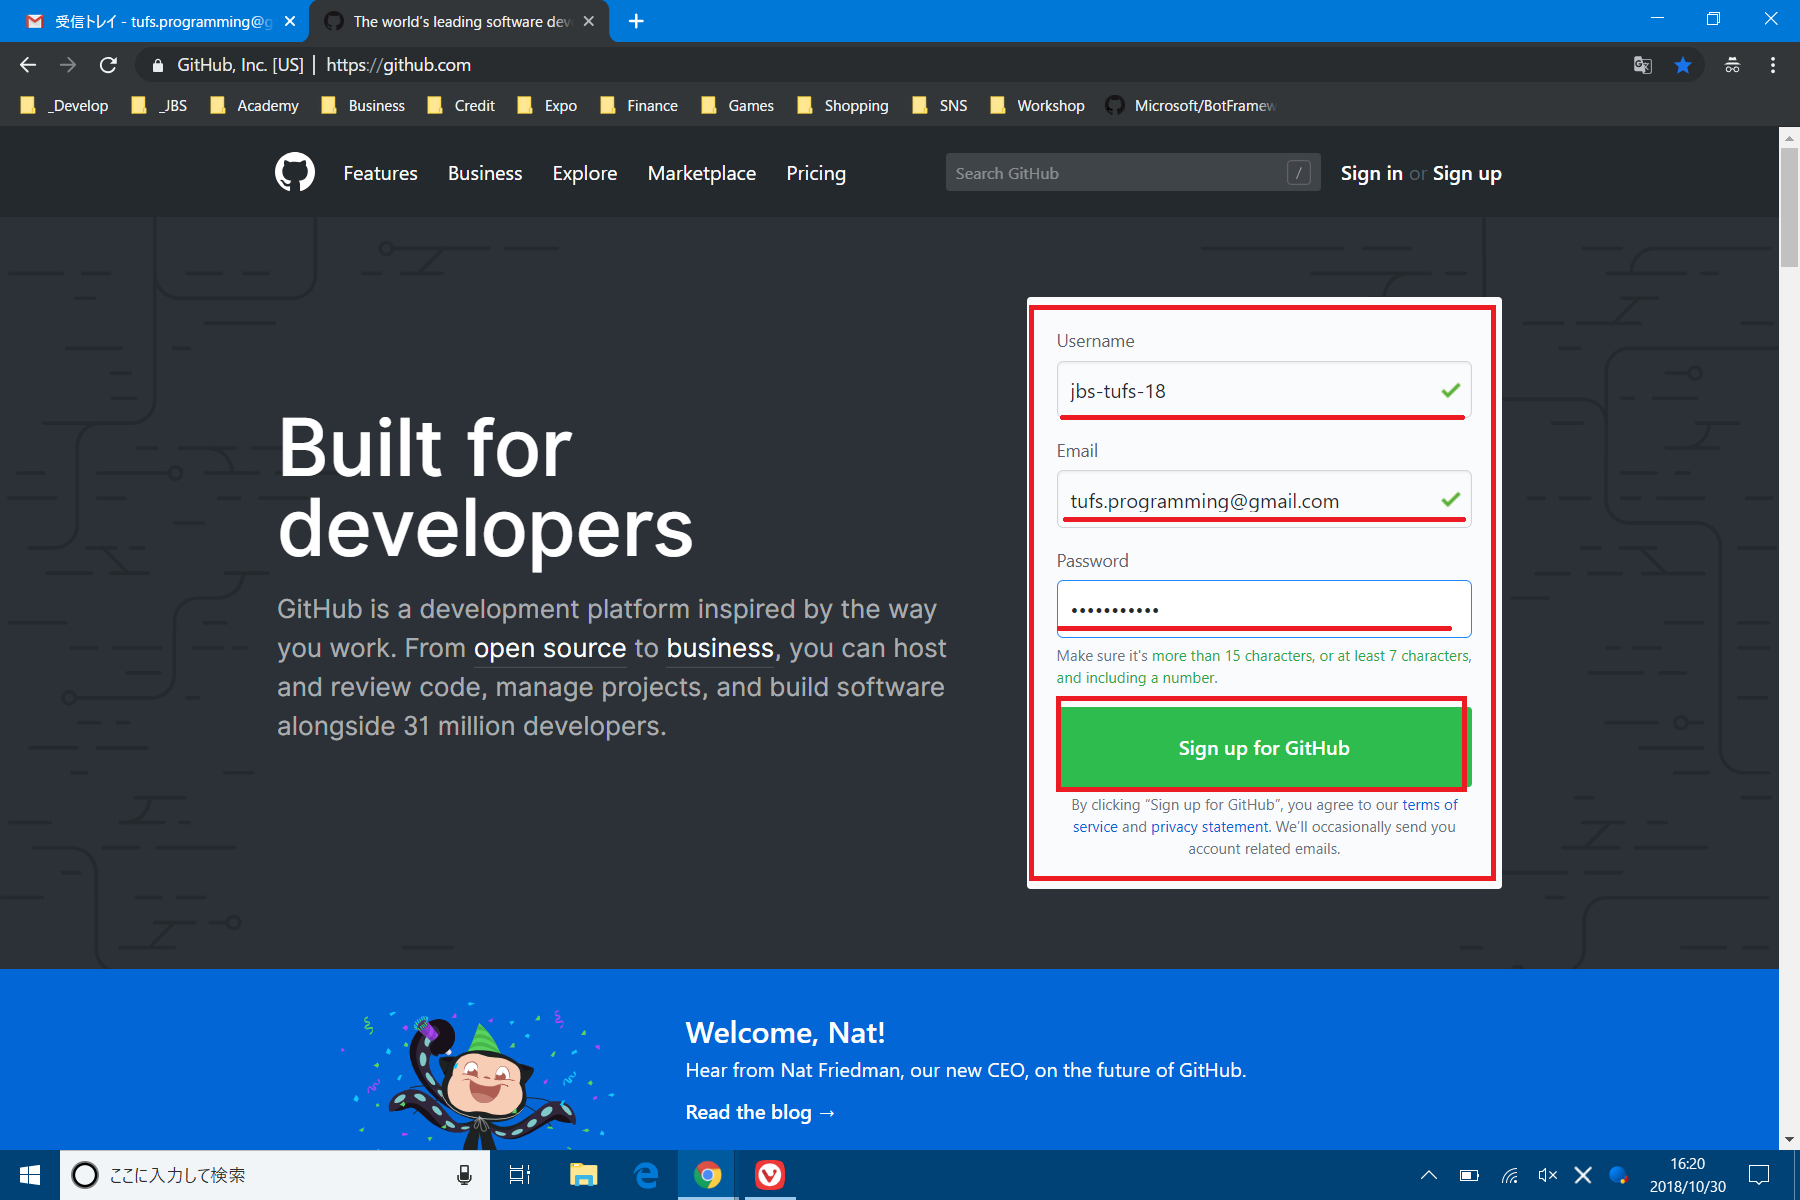 受信トレイ - tufs.programming@g
The world's leading software dev
GitHub, Inc. [US] | https://github.com
_Develop _JBS Academy Business Credit Expo Finance Games Shopping SNS Workshop Microsoft/BotFramew
Features Business Explore Marketplace Pricing Search GitHub / Sign in or Sign up
Username
jbs-tufs-18
Email
tufs.programming@gmail.com
Password
•••••••••••
Make sure it's more than 15 characters, or at least 7 characters,
and including a number.
Sign up for GitHub
By clicking “Sign up for GitHub”, you agree to our terms of
service and privacy statement. We’ll occasionally send you
account related emails.
Built for
developers
GitHub is a development platform inspired by the way
you work. From open source to business, you can host
and review code, manage projects, and build software
alongside 31 million developers.
Welcome, Nat!
Hear from Nat Friedman, our new CEO, on the future of GitHub.
Read the blog →
ここに入力して検索
16:20
2018/10/30